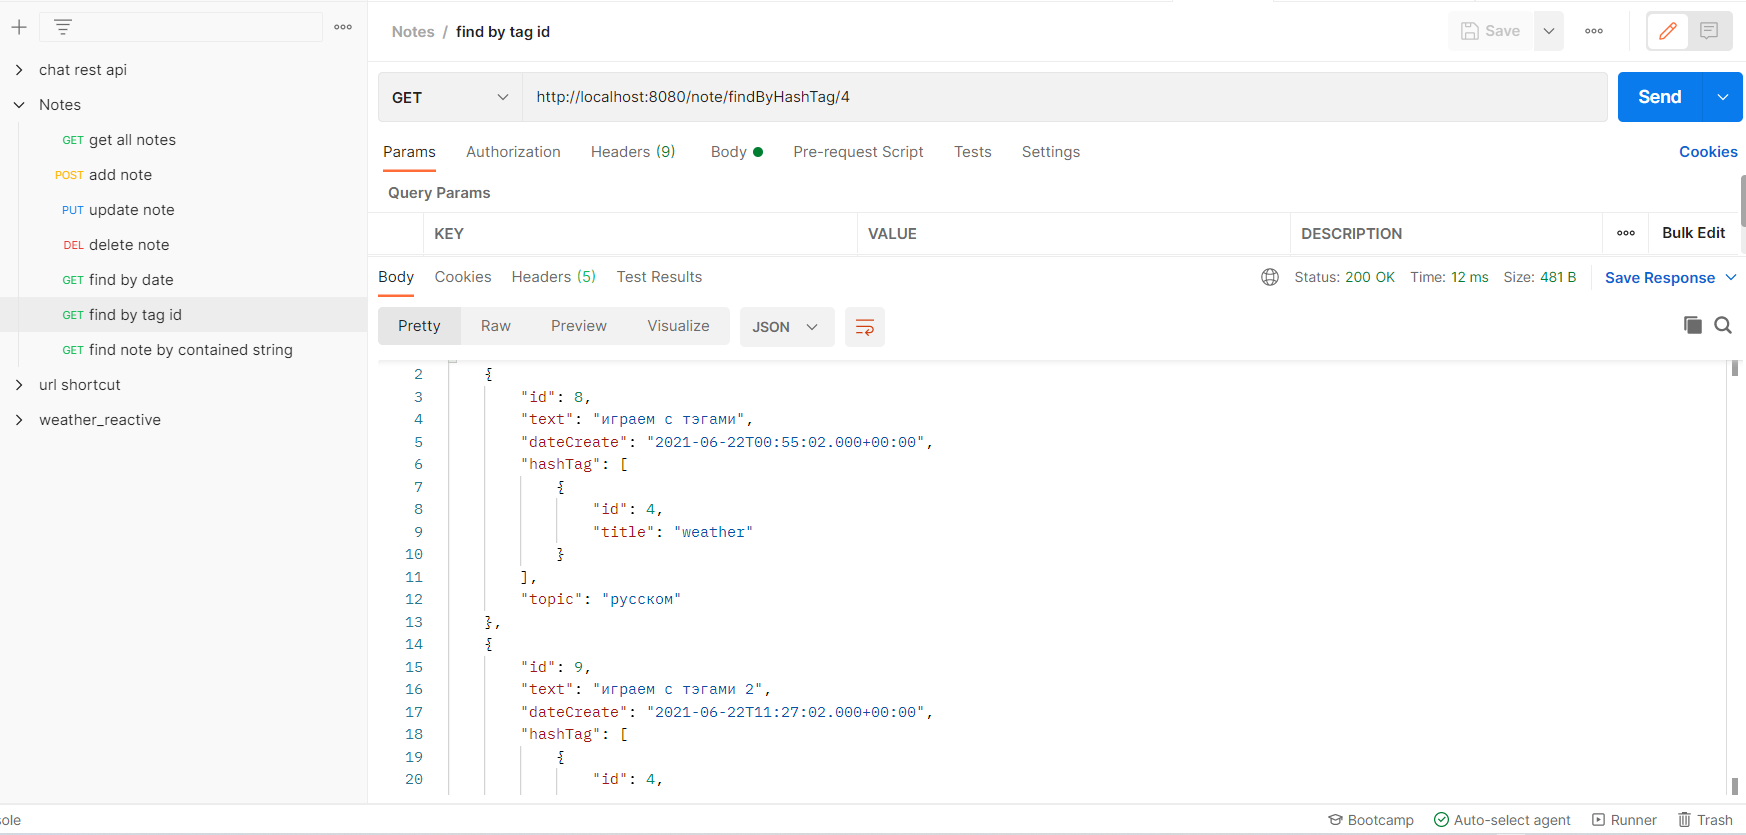 Notes / find by tag id
Save
chat rest api
Notes
GET get all notes
POST add note
PUT update note
DEL delete note
GET find by date
GET find by tag id
GET find note by contained string
url shortcut
weather_reactive
GET http://localhost:8080/note/findByHashTag/4 Send
Params Authorization Headers (9) Body Pre-request Script Tests Settings Cookies
Query Params
KEY VALUE DESCRIPTION Bulk Edit
Body Cookies Headers (5) Test Results Status: 200 OK Time: 12 ms Size: 481 B Save Response
Pretty Raw Preview Visualize JSON
2 {
3 "id": 8,
4 "text": "играем с тэгами",
5 "dateCreate": "2021-06-22T00:55:02.000+00:00",
6 "hashTag": [
7 {
8 "id": 4,
9 "title": "weather"
10 }
11 ],
12 "topic": "русском"
13 },
14 {
15 "id": 9,
16 "text": "играем с тэгами 2",
17 "dateCreate": "2021-06-22T11:27:02.000+00:00",
18 "hashTag": [
19 {
20 "id": 4,
sole Bootcamp Auto-select agent Runner Trash